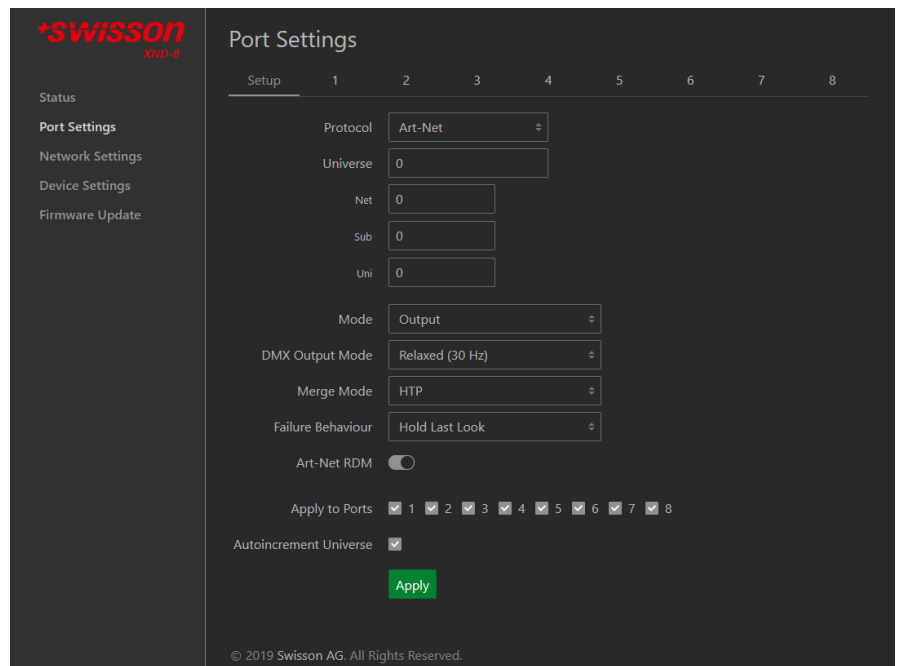 +swisson
XND-8
Status
Port Settings
Network Settings
Device Settings
Firmware Update
Port Settings
Setup 1 2 3 4 5 6 7 8
Protocol Art-Net
Universe 0
Net 0
Sub 0
Uni 0
Mode Output
DMX Output Mode Relaxed (30 Hz)
Merge Mode HTP
Failure Behaviour Hold Last Look
Art-Net RDM
Apply to Ports 1 2 3 4 5 6 7 8
Autoincrement Universe
Apply
© 2019 Swisson AG. All Rights Reserved.